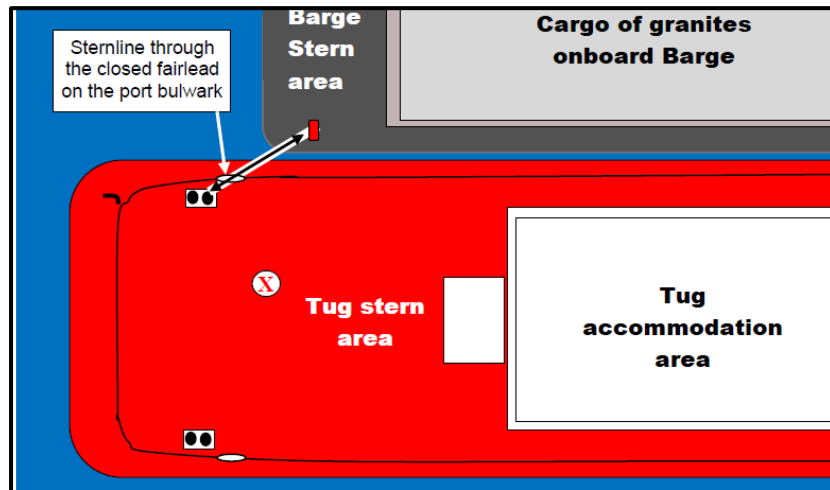 Barge
Stern
area
Cargo of granites
onboard Barge
Sternline through
the closed fairlead
on the port bulwark
X
Tug stern
area
Tug
accommodation
area